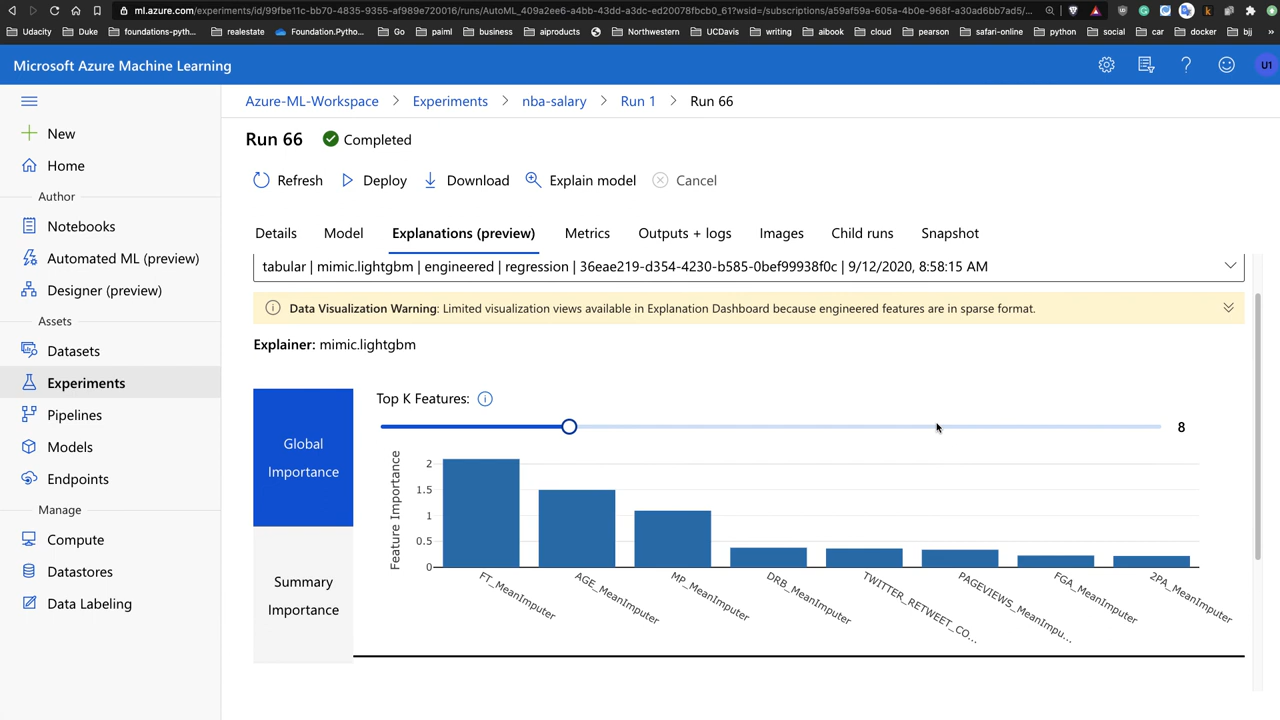 ml.azure.com/experiments/id/99fbe11c-bb70-4835-9355-af989e720016/runs/AutoML_409a2ee6-a4bb-43dd-a3dc-ed20078fbcb0_61?wsid=/subscriptions/a59af59a-605a-4b0e-968f-a30ad6bb7ad5/...
Udacity Duke foundations-pyth... realestate Foundation.Pytho... Go paiml business aiproducts Northwestern UCDavis writing aibook cloud pearson safari-online python social car docker bjj »
Microsoft Azure Machine Learning
U1
Azure-ML-Workspace > Experiments > nba-salary > Run 1 > Run 66
New
Home
Author
Notebooks
Automated ML (preview)
Designer (preview)
Assets
Datasets
Experiments
Pipelines
Models
Endpoints
Manage
Compute
Datastores
Data Labeling
Run 66 Completed
Refresh Deploy Download Explain model Cancel
Details Model Explanations (preview) Metrics Outputs + logs Images Child runs Snapshot
tabular | mimic.lightgbm | engineered | regression | 36eae219-d354-4230-b585-0bef99938f0c | 9/12/2020, 8:58:15 AM
Data Visualization Warning: Limited visualization views available in Explanation Dashboard because engineered features are in sparse format.
Explainer: mimic.lightgbm
Global
Importance
Summary
Importance
Top K Features:
8
Feature Importance
2
1.5
1
0.5
0
FT_MeanImputer
AGE_MeanImputer
MP_MeanImputer
DRB_MeanImputer
TWITTER_RETWEET_CO...
PAGEVIEWS_MeanImpu...
FGA_MeanImputer
2PA_MeanImputer